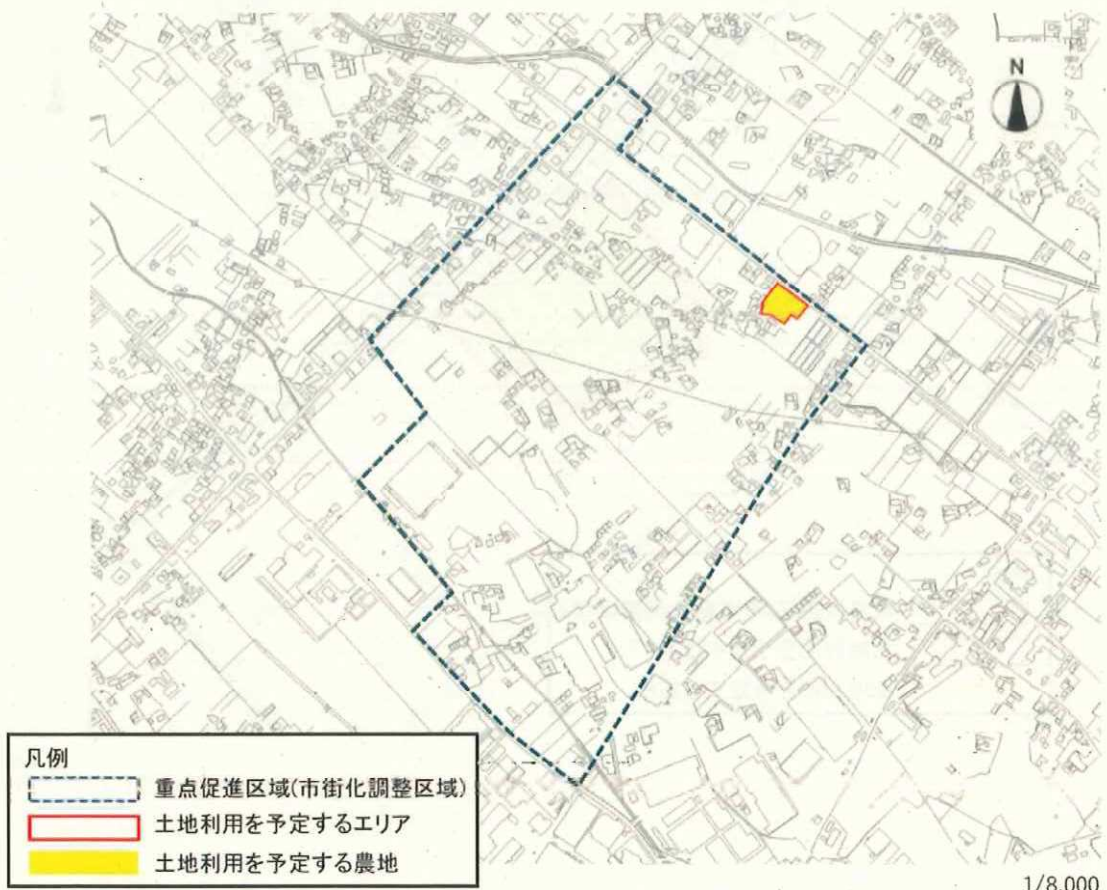 N
凡例
重点促進区域(市街化調整区域)
土地利用を予定するエリア
土地利用を予定する農地
1/8,000